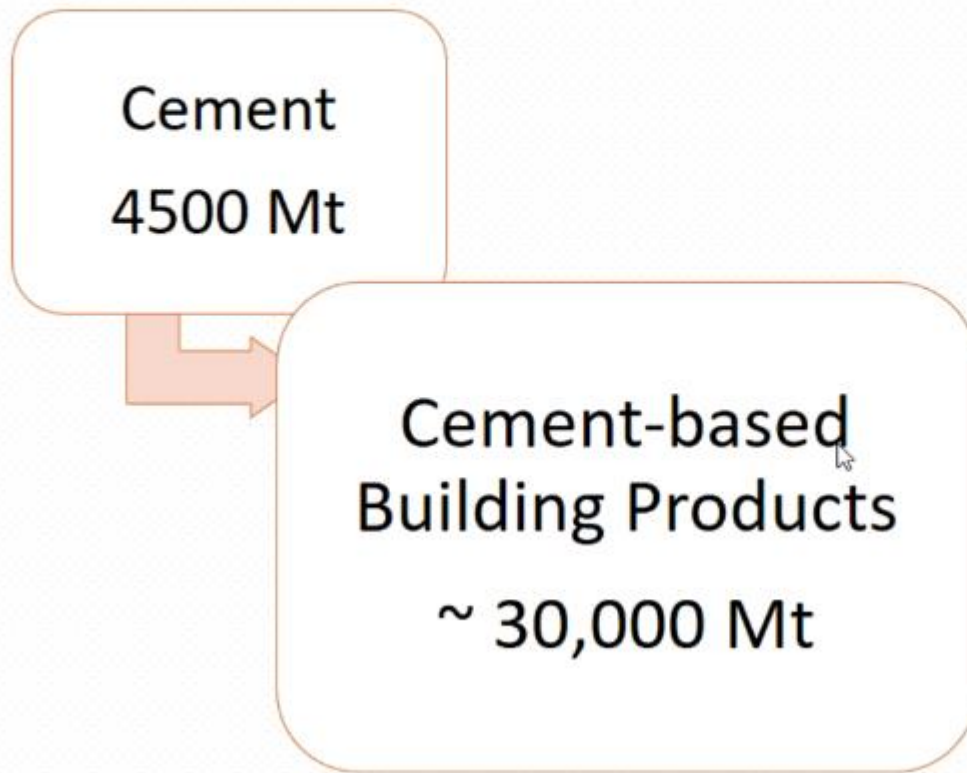 Cement
4500 Mt
Cement-based
Building Products
~ 30,000 Mt